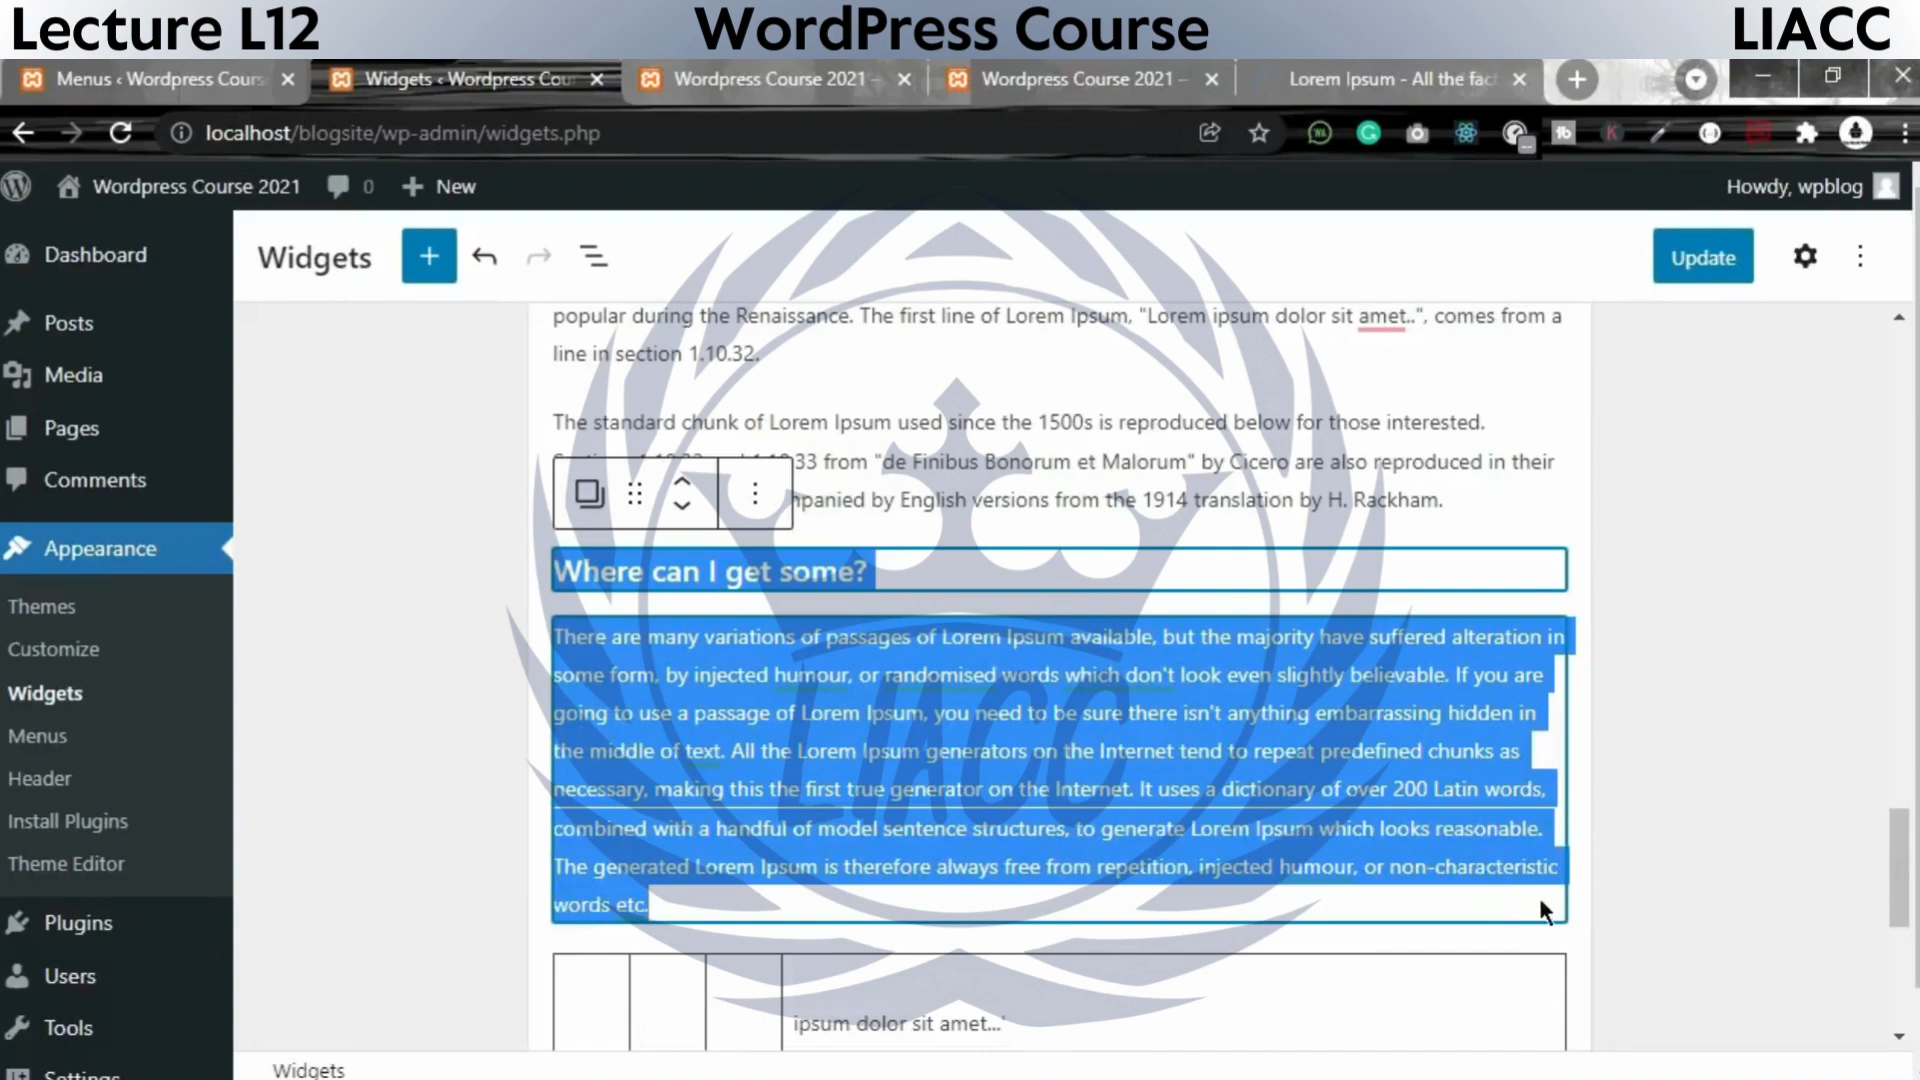 Lecture L12
WordPress Course
LIACC
Menus ‹ Wordpress Cours
Widgets ‹ Wordpress Cou
Wordpress Course 2021 -
Wordpress Course 2021 -
Lorem Ipsum - All the fac
localhost/blogsite/wp-admin/widgets.php
Wordpress Course 2021
0
New
Howdy, wpblog
Dashboard
Posts
Media
Pages
Comments
Appearance
Themes
Customize
Widgets
Menus
Header
Install Plugins
Theme Editor
Plugins
Users
Tools
Settings
Widgets
Update
popular during the Renaissance. The first line of Lorem Ipsum, "Lorem ipsum dolor sit amet..", comes from a
line in section 1.10.32.
The standard chunk of Lorem Ipsum used since the 1500s is reproduced below for those interested.
33 from "de Finibus Bonorum et Malorum" by Cicero are also reproduced in their
mpanied by English versions from the 1914 translation by H. Rackham.
Where can I get some?
There are many variations of passages of Lorem Ipsum available, but the majority have suffered alteration in
some form, by injected humour, or randomised words which don't look even slightly believable. If you are
going to use a passage of Lorem Ipsum, you need to be sure there isn't anything embarrassing hidden in
the middle of text. All the Lorem Ipsum generators on the Internet tend to repeat predefined chunks as
necessary, making this the first true generator on the Internet. It uses a dictionary of over 200 Latin words,
combined with a handful of model sentence structures, to generate Lorem Ipsum which looks reasonable.
The generated Lorem Ipsum is therefore always free from repetition, injected humour, or non-characteristic
words etc.
ipsum dolor sit amet...'
LIACC
Widgets